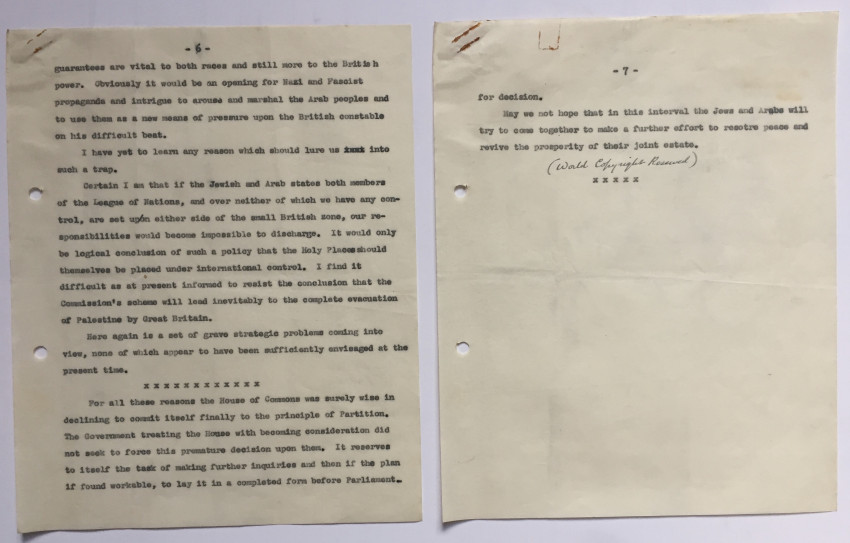 - 6 -
guarantees are vital to both races and still more to the British
power. Obviously it would be an opening for Nazi and Fascist
propaganda and intrigue to arouse and marshal the Arab peoples and
to use them as a new means of pressure upon the British constable
on his difficult beat.
I have yet to learn any reason which should lure us into
such a trap.
Certain I am that if the Jewish and Arab states both members
of the League of Nations, and over neither of which we have any con-
trol, are set upon either side of the small British zone, our re-
sponsibilities would become impossible to discharge. It would only
be logical conclusion of such a policy that the Holy Places should
themselves be placed under international control. I find it
difficult as at present informed to resist the conclusion that the
Commission's scheme will lead inevitably to the complete evacuation
of Palestine by Great Britain.
Here again is a set of grave strategic problems coming into
view, none of which appear to have been sufficiently envisaged at the
present time.
x x x x x x x x x x x x
For all these reasons the House of Commons was surely wise in
declining to commit itself finally to the principle of Partition.
The Government treating the House with becoming consideration did
not seek to force this premature decision upon them. It reserves
to itself the task of making further inquiries and then if the plan
if found workable, to lay it in a completed form before Parliament
- 7 -
for decision.
May we not hope that in this interval the Jews and Arabs will
try to come together to make a further effort to resotre peace and
revive the prosperity of their joint estate.
(World Copyright Reserved)
x x x x x